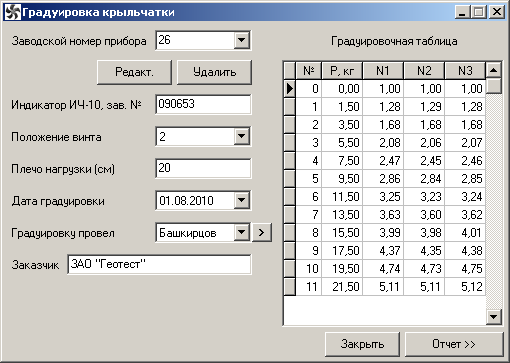 Градуировка крыльчатки
Заводской номер прибора 26
Редакт. Удалить
Индикатор ИЧ-10, зав. № 090653
Положение винта 2
Плечо нагрузки (см) 20
Дата градуировки 01.08.2010
Градуировку провел Башкирцов >
Заказчик ЗАО "Геотест"
Градуировочная таблица
№ P, кг N1 N2 N3
0 0,00 1,00 1,00 1,00
1 1,50 1,28 1,29 1,28
2 3,50 1,68 1,68 1,68
3 5,50 2,08 2,06 2,07
4 7,50 2,47 2,45 2,46
5 9,50 2,86 2,84 2,85
6 11,50 3,25 3,23 3,24
7 13,50 3,63 3,60 3,62
8 15,50 3,99 3,98 4,01
9 17,50 4,37 4,35 4,38
10 19,50 4,74 4,73 4,75
11 21,50 5,11 5,11 5,12
Закрыть Отчет >>